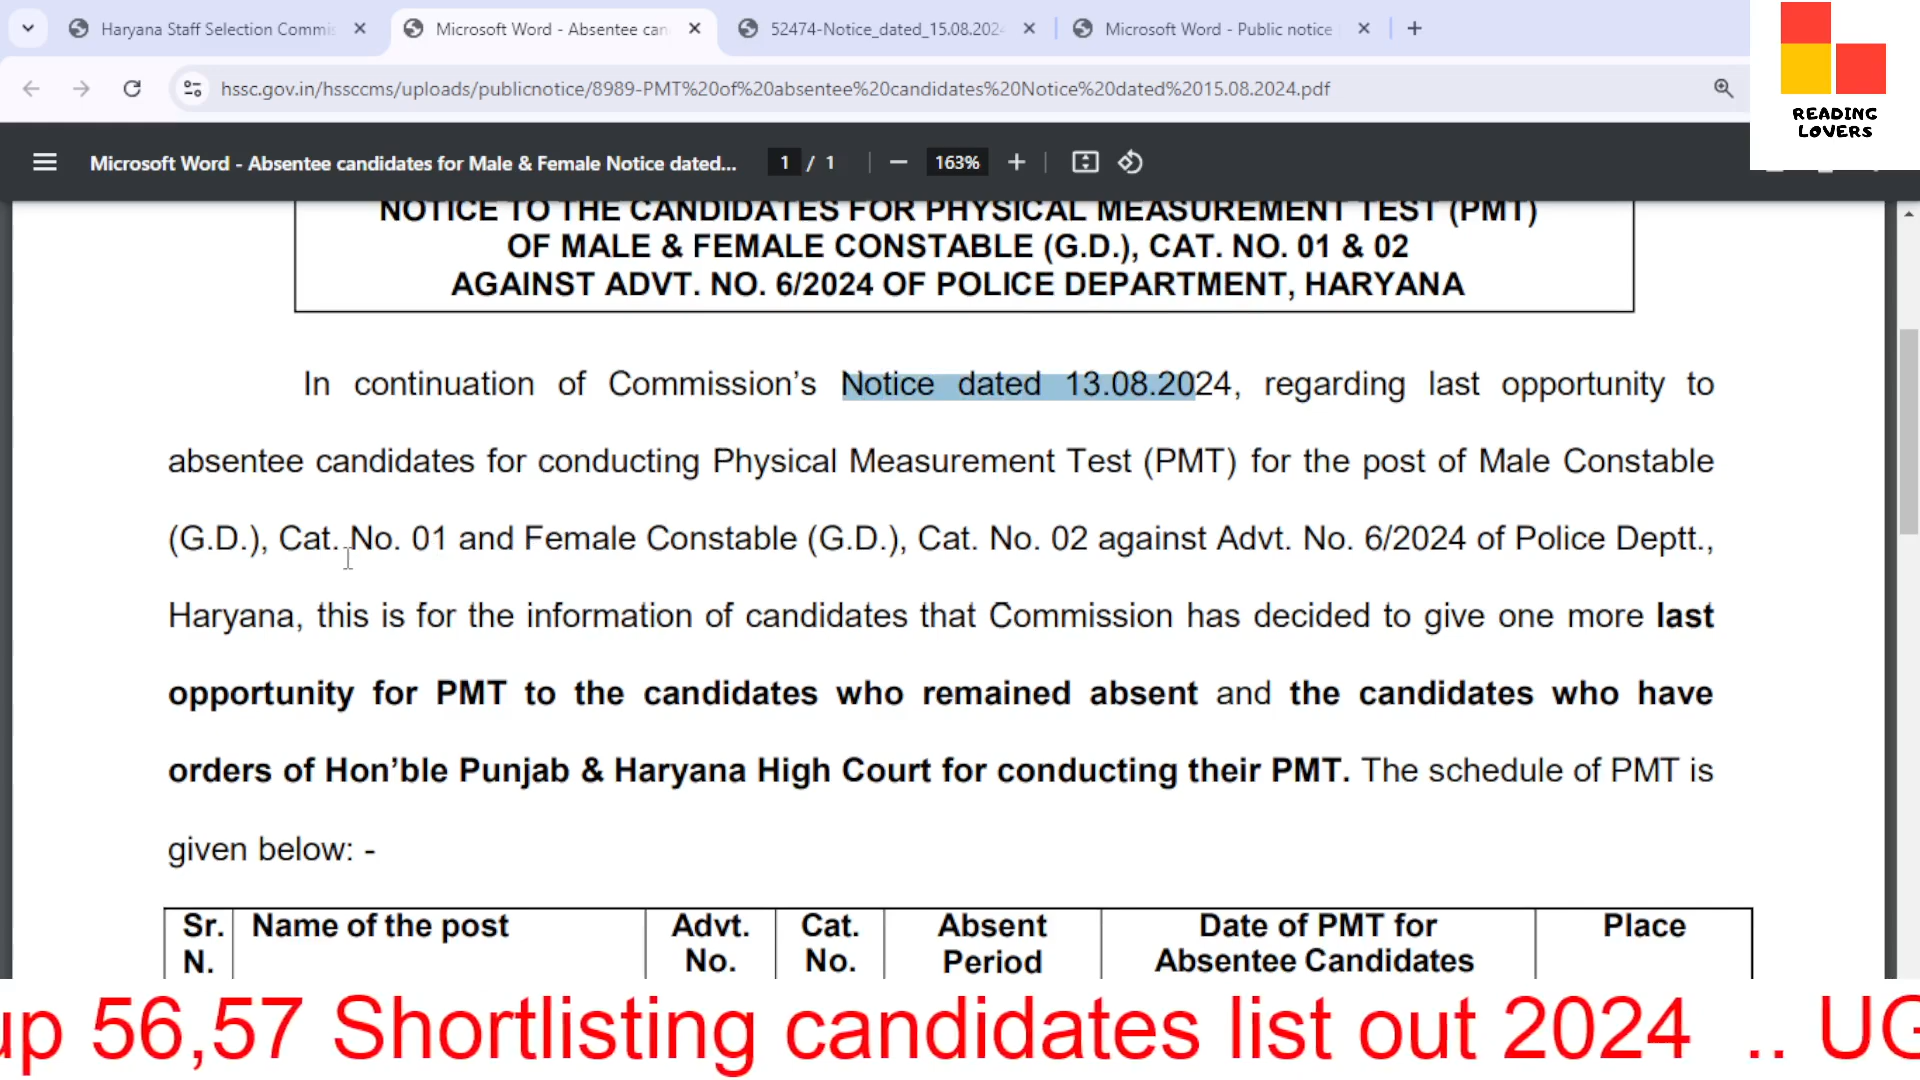 Haryana Staff Selection Commis
Microsoft Word - Absentee can
52474-Notice_dated_15.08.2024
Microsoft Word - Public notice
hssc.gov.in/hssccms/uploads/publicnotice/8989-PMT%20of%20absentee%20candidates%20Notice%20dated%2015.08.2024.pdf
READING
LOVERS
Microsoft Word - Absentee candidates for Male & Female Notice dated...
1 / 1
163%
NOTICE TO THE CANDIDATES FOR PHYSICAL MEASUREMENT TEST (PMT)
OF MALE & FEMALE CONSTABLE (G.D.), CAT. NO. 01 & 02
AGAINST ADVT. NO. 6/2024 OF POLICE DEPARTMENT, HARYANA
In continuation of Commission's Notice dated 13.08.2024, regarding last opportunity to
absentee candidates for conducting Physical Measurement Test (PMT) for the post of Male Constable
(G.D.), Cat. No. 01 and Female Constable (G.D.), Cat. No. 02 against Advt. No. 6/2024 of Police Deptt.,
Haryana, this is for the information of candidates that Commission has decided to give one more last
opportunity for PMT to the candidates who remained absent and the candidates who have
orders of Hon'ble Punjab & Haryana High Court for conducting their PMT. The schedule of PMT is
given below: -
Sr. N.
Name of the post
Advt. No.
Cat. No.
Absent Period
Date of PMT for Absentee Candidates
Place
up 56,57 Shortlisting candidates list out 2024 .. UG